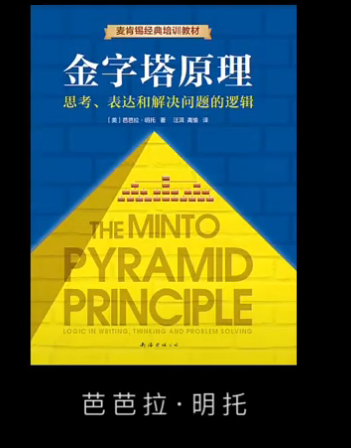 麦肯锡经典培训教材
金字塔原理
思考、表达和解决问题的逻辑
[美] 芭芭拉·明托 著 汪洱 高愉 译
THE MINTO
PYRAMID
PRINCIPLE
LOGIC IN WRITING, THINKING AND PROBLEM SOLVING
南海出版公司
芭芭拉·明托